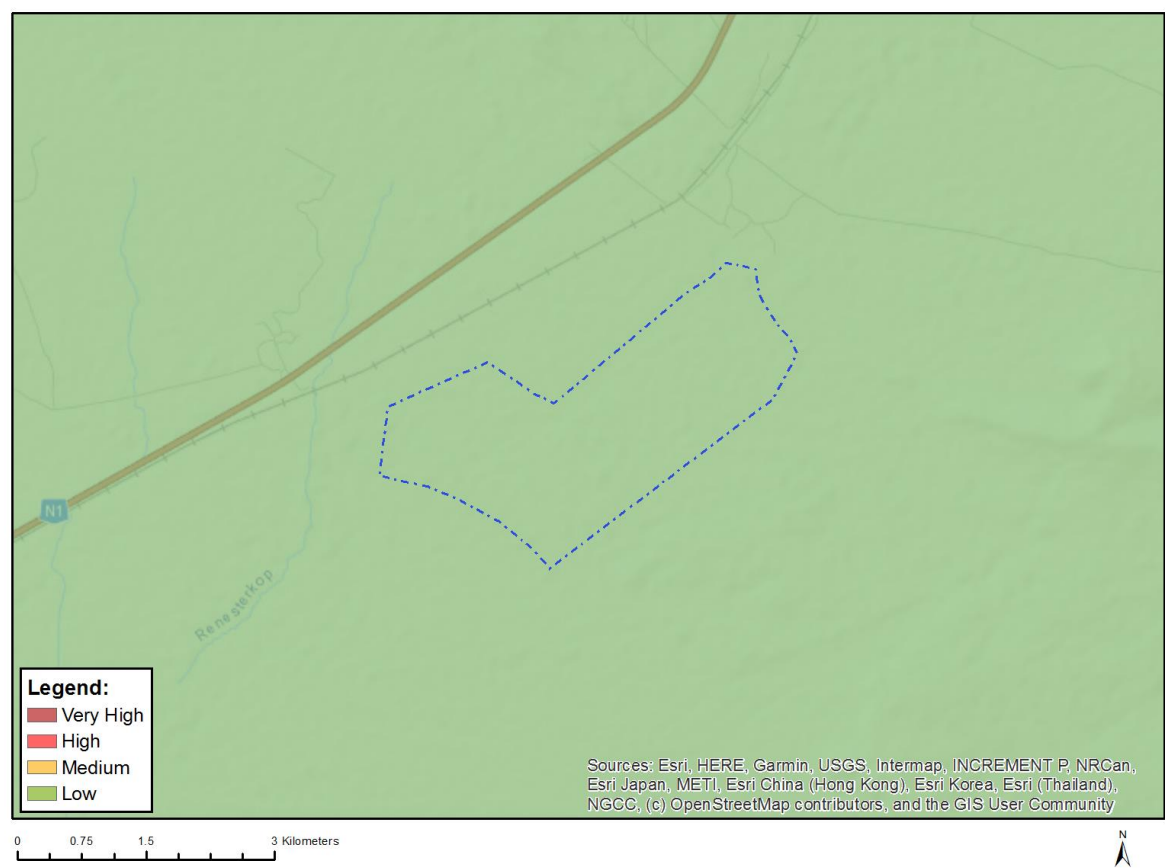 N1
Renesterkop
Legend:
Very High
High
Medium
Low
Sources: Esri, HERE, Garmin, USGS, Intermap, INCREMENT P, NRCan,
Esri Japan, METI, Esri China (Hong Kong), Esri Korea, Esri (Thailand),
NGCC, (c) OpenStreetMap contributors, and the GIS User Community
0 0.75 1.5 3 Kilometers
N